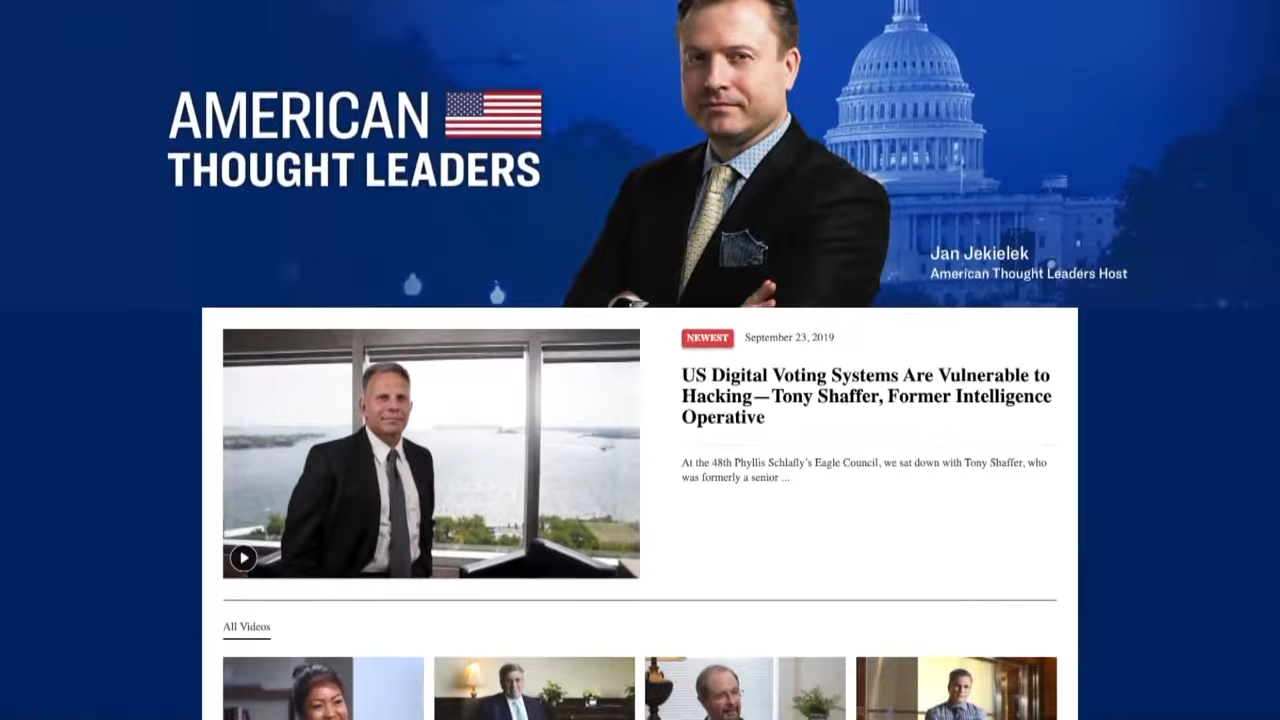 AMERICAN
THOUGHT LEADERS
Jan Jekielek
American Thought Leaders Host
NEWEST September 23, 2019
US Digital Voting Systems Are Vulnerable to
Hacking—Tony Shaffer, Former Intelligence
Operative
At the 48th Phyllis Schlafly's Eagle Council, we sat down with Tony Shaffer, who
was formerly a senior ...
All Videos